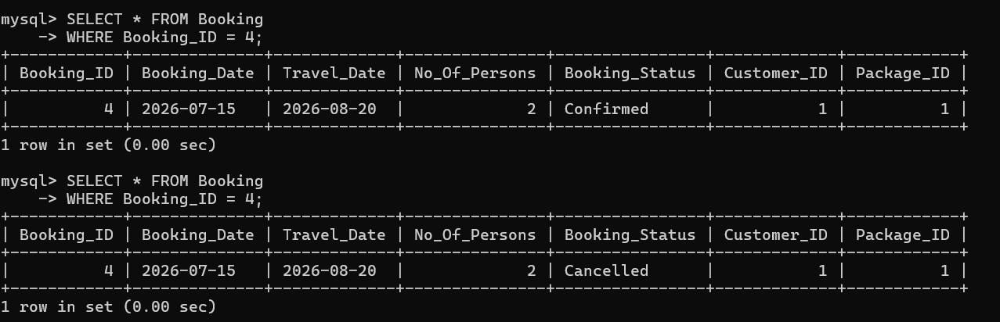 mysql> SELECT * FROM Booking
    -> WHERE Booking_ID = 4;
+------------+--------------+-------------+---------------+----------------+-------------+------------+
| Booking_ID | Booking_Date | Travel_Date | No_Of_Persons | Booking_Status | Customer_ID | Package_ID |
+------------+--------------+-------------+---------------+----------------+-------------+------------+
|          4 | 2026-07-15   | 2026-08-20  |             2 | Confirmed      |           1 |          1 |
+------------+--------------+-------------+---------------+----------------+-------------+------------+
1 row in set (0.00 sec)

mysql> SELECT * FROM Booking
    -> WHERE Booking_ID = 4;
+------------+--------------+-------------+---------------+----------------+-------------+------------+
| Booking_ID | Booking_Date | Travel_Date | No_Of_Persons | Booking_Status | Customer_ID | Package_ID |
+------------+--------------+-------------+---------------+----------------+-------------+------------+
|          4 | 2026-07-15   | 2026-08-20  |             2 | Cancelled      |           1 |          1 |
+------------+--------------+-------------+---------------+----------------+-------------+------------+
1 row in set (0.00 sec)